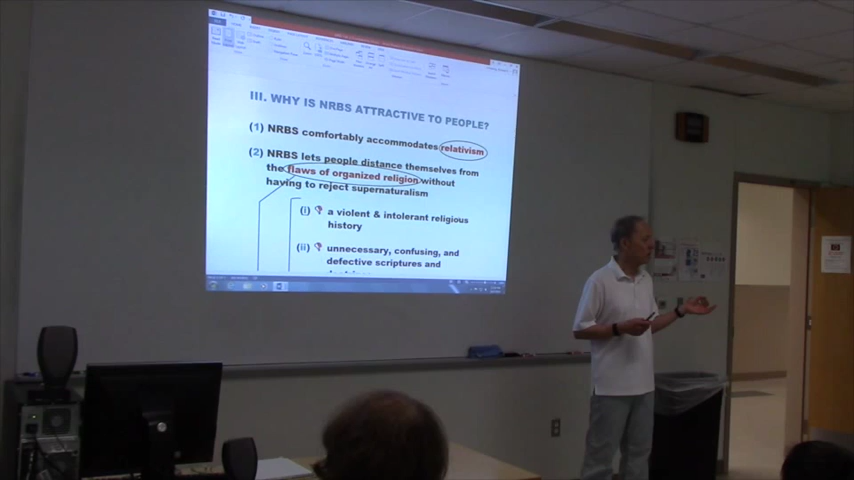 III. WHY IS NRBS ATTRACTIVE TO PEOPLE?
(1) NRBS comfortably accommodates relativism
(2) NRBS lets people distance themselves from
the flaws of organized religion without
having to reject supernaturalism
(i) a violent & intolerant religious
history
(ii) unnecessary, confusing, and
defective scriptures and